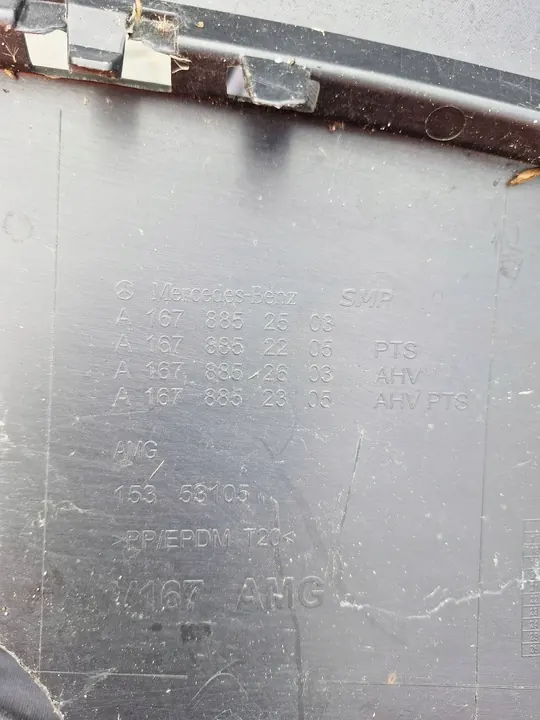 Mercedes-Benz SMP
A 167 885 25 03
A 167 885 22 05 PTS
A 167 885 26 03 AHV
A 167 885 23 05 AHV PTS
AMG
153 53105
>PP/EPDM T20<
V167 AMG